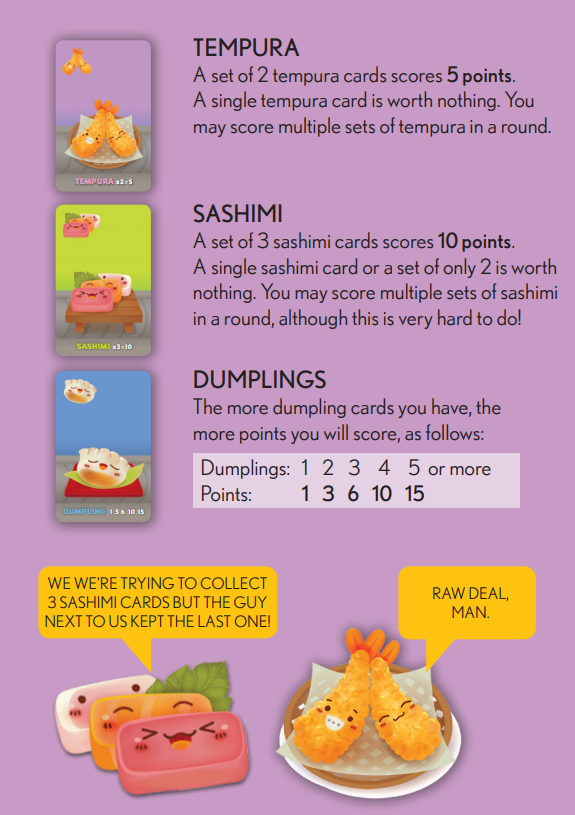 TEMPURA
A set of 2 tempura cards scores 5 points.
A single tempura card is worth nothing. You
may score multiple sets of tempura in a round.
TEMPURA x2=5
SASHIMI
A set of 3 sashimi cards scores 10 points.
A single sashimi card or a set of only 2 is worth
nothing. You may score multiple sets of sashimi
in a round, although this is very hard to do!
SASHIMI x3=10
DUMPLINGS
The more dumpling cards you have, the
more points you will score, as follows:
Dumplings: 1 2 3 4 5 or more
Points: 1 3 6 10 15
DUMPLING 1 3 6 10 15
WE WE'RE TRYING TO COLLECT
3 SASHIMI CARDS BUT THE GUY
NEXT TO US KEPT THE LAST ONE!
RAW DEAL,
MAN.